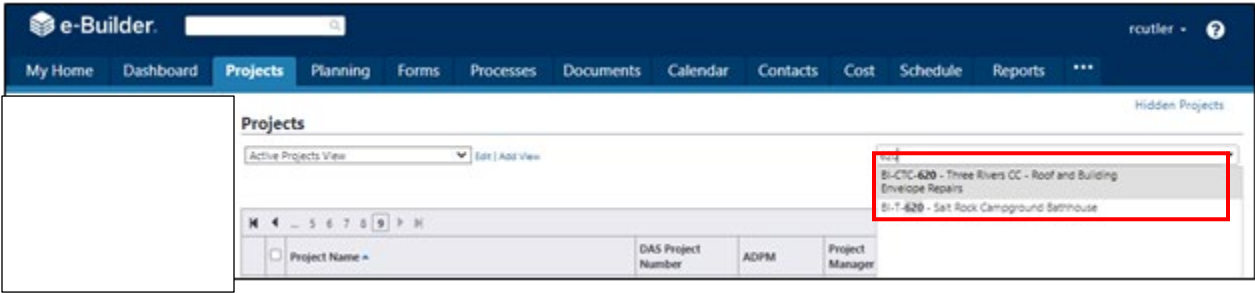 e-Builder.
rcutler
?
My Home Dashboard Projects Planning Forms Processes Documents Calendar Contacts Cost Schedule Reports ...
Hidden Projects
Projects
Active Projects View Edit | Add View
BI-CTC-620 - Three Rivers CC - Roof and Building
Envelope Repairs
BI-T-620 - Salt Rock Campground Bathhouse
... 5 6 7 8 9
Project Name DAS Project ADPM Project
Number Manager